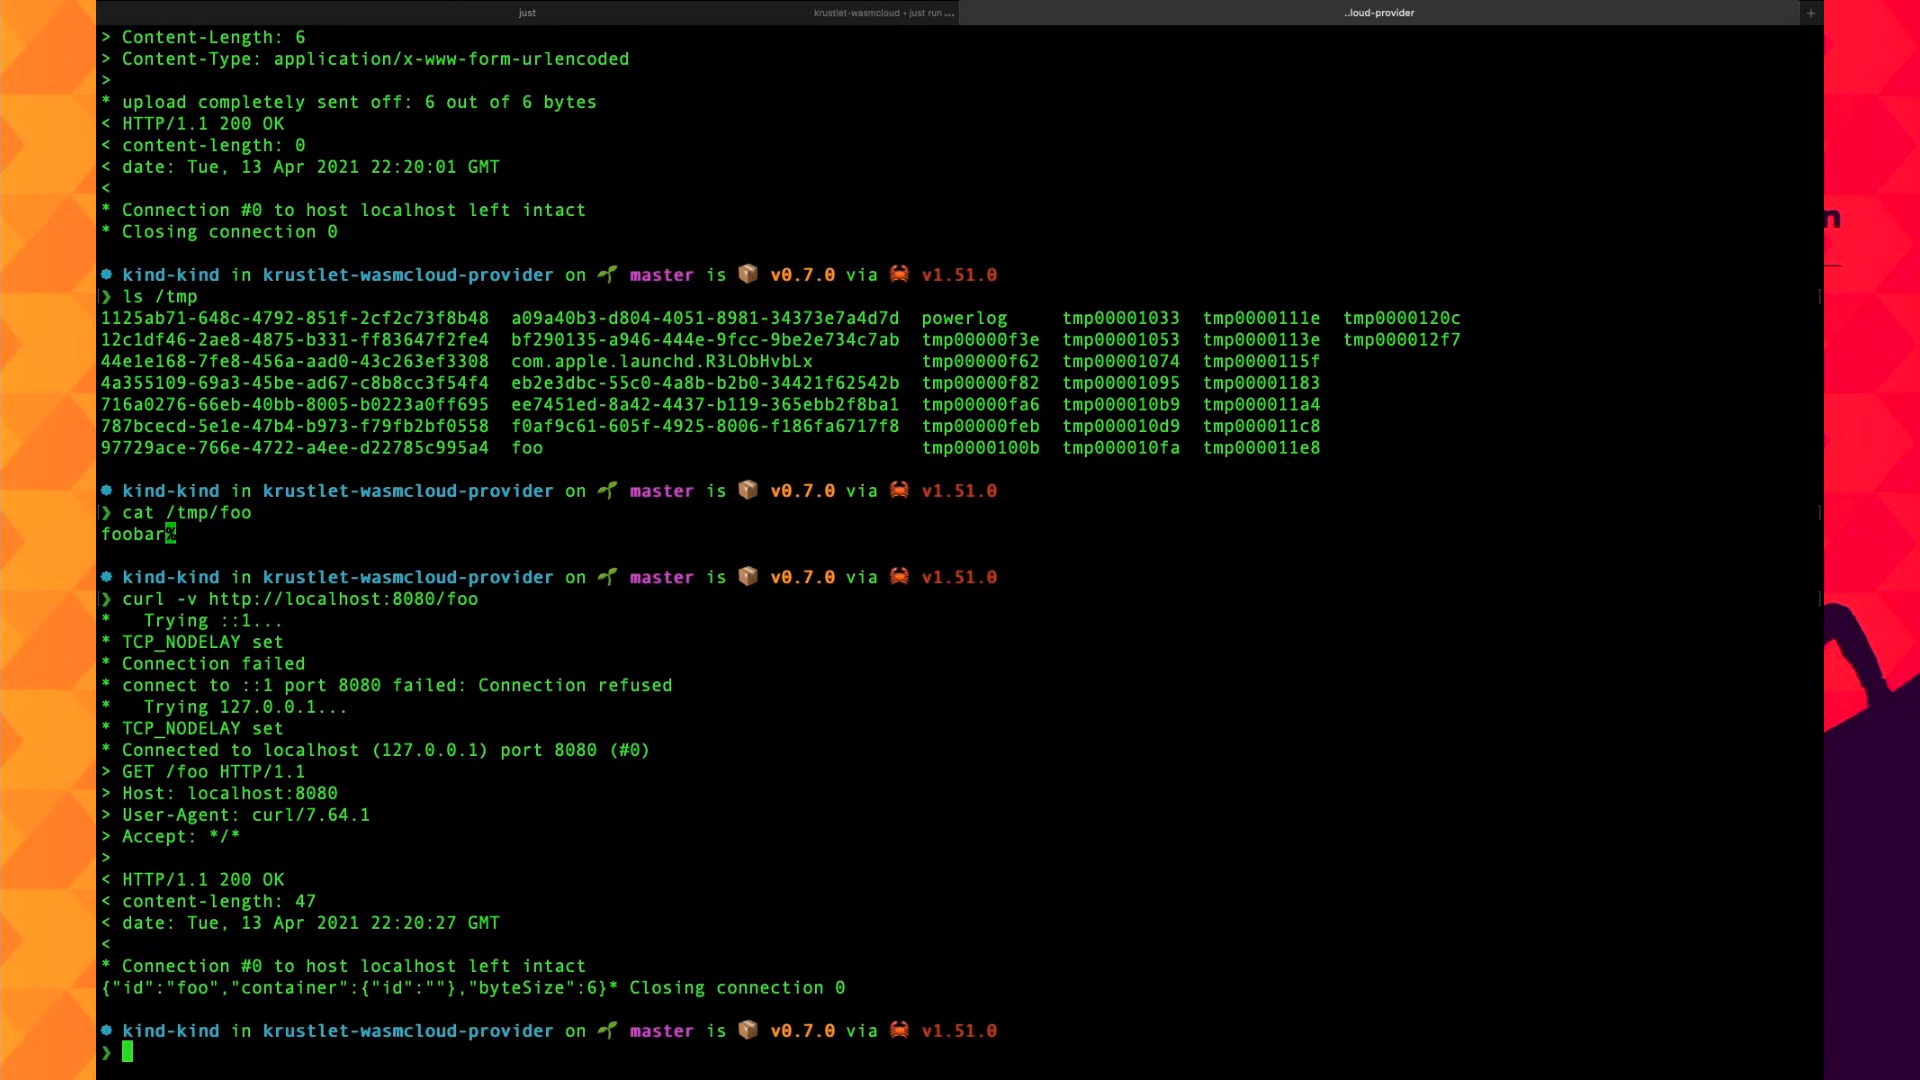 just
krustlet-wasmcloud • just run ...
..loud-provider
+
> Content-Length: 6
> Content-Type: application/x-www-form-urlencoded
>
* upload completely sent off: 6 out of 6 bytes
< HTTP/1.1 200 OK
< content-length: 0
< date: Tue, 13 Apr 2021 22:20:01 GMT
<
* Connection #0 to host localhost left intact
* Closing connection 0
kind-kind in krustlet-wasmcloud-provider on master is v0.7.0 via v1.51.0
❯ ls /tmp
1125ab71-648c-4792-851f-2cf2c73f8b48 a09a40b3-d804-4051-8981-34373e7a4d7d powerlog tmp00001033 tmp0000111e tmp0000120c
12c1df46-2ae8-4875-b331-ff83647f2fe4 bf290135-a946-444e-9fcc-9be2e734c7ab tmp00000f3e tmp00001053 tmp0000113e tmp000012f7
44e1e168-7fe8-456a-aad0-43c263ef3308 com.apple.launchd.R3LObHvbLx tmp00000f62 tmp00001074 tmp0000115f
4a355109-69a3-45be-ad67-c8b8cc3f54f4 eb2e3dbc-55c0-4a8b-b2b0-34421f62542b tmp00000f82 tmp00001095 tmp00001183
716a0276-66eb-40bb-8005-b0223a0ff695 ee7451ed-8a42-4437-b119-365ebb2f8ba1 tmp00000fa6 tmp000010b9 tmp000011a4
787bcecd-5e1e-47b4-b973-f79fb2bf0558 f0af9c61-605f-4925-8006-f186fa6717f8 tmp00000feb tmp000010d9 tmp000011c8
97729ace-766e-4722-a4ee-d22785c995a4 foo tmp0000100b tmp000010fa tmp000011e8
kind-kind in krustlet-wasmcloud-provider on master is v0.7.0 via v1.51.0
❯ cat /tmp/foo
foobar%
kind-kind in krustlet-wasmcloud-provider on master is v0.7.0 via v1.51.0
❯ curl -v http://localhost:8080/foo
* Trying ::1...
* TCP_NODELAY set
* Connection failed
* connect to ::1 port 8080 failed: Connection refused
* Trying 127.0.0.1...
* TCP_NODELAY set
* Connected to localhost (127.0.0.1) port 8080 (#0)
> GET /foo HTTP/1.1
> Host: localhost:8080
> User-Agent: curl/7.64.1
> Accept: */*
>
< HTTP/1.1 200 OK
< content-length: 47
< date: Tue, 13 Apr 2021 22:20:27 GMT
<
* Connection #0 to host localhost left intact
{"id":"foo","container":{"id":""},"byteSize":6}* Closing connection 0
kind-kind in krustlet-wasmcloud-provider on master is v0.7.0 via v1.51.0
❯